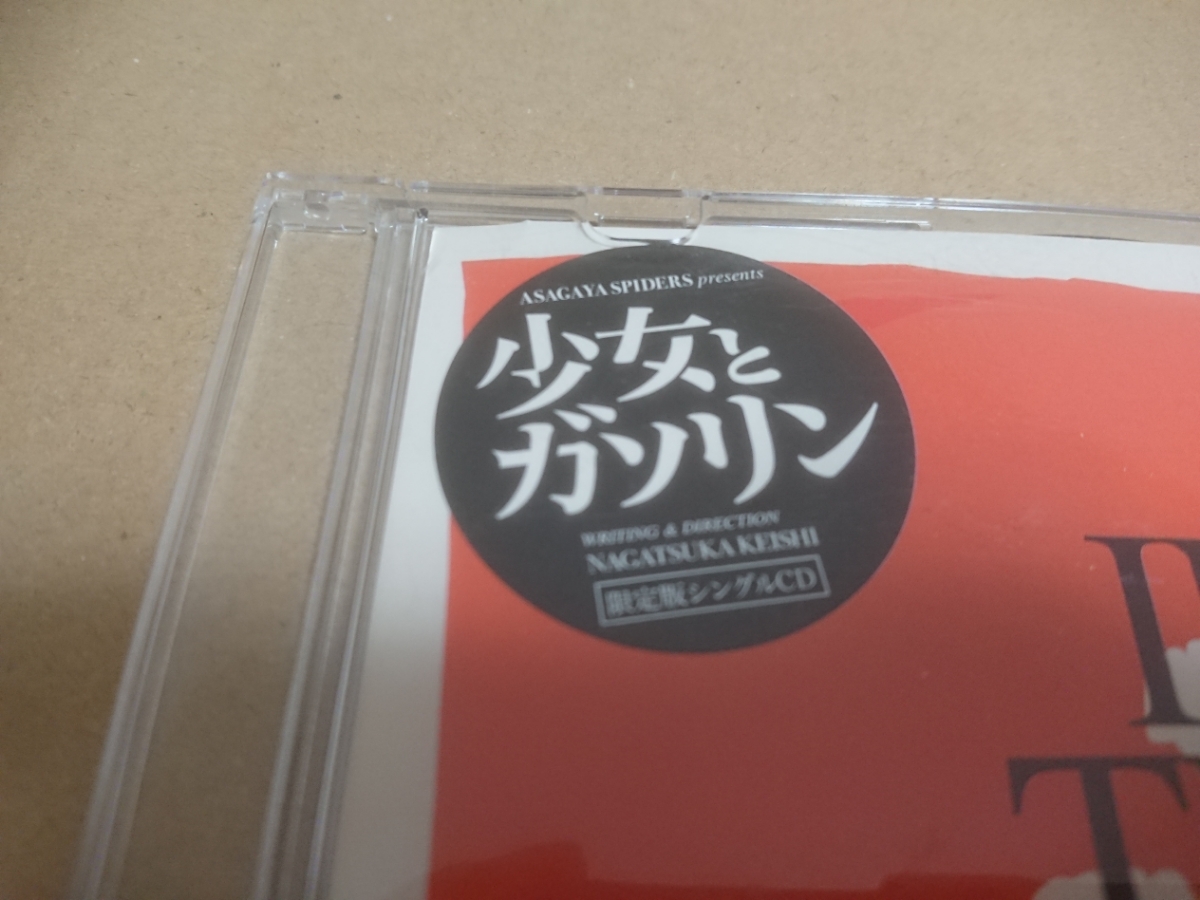 ASAGAYA SPIDERS presents
少女と
ガソリン
WRITING & DIRECTION
NAGATSUKA KEISHI
限定版シングルCD
T